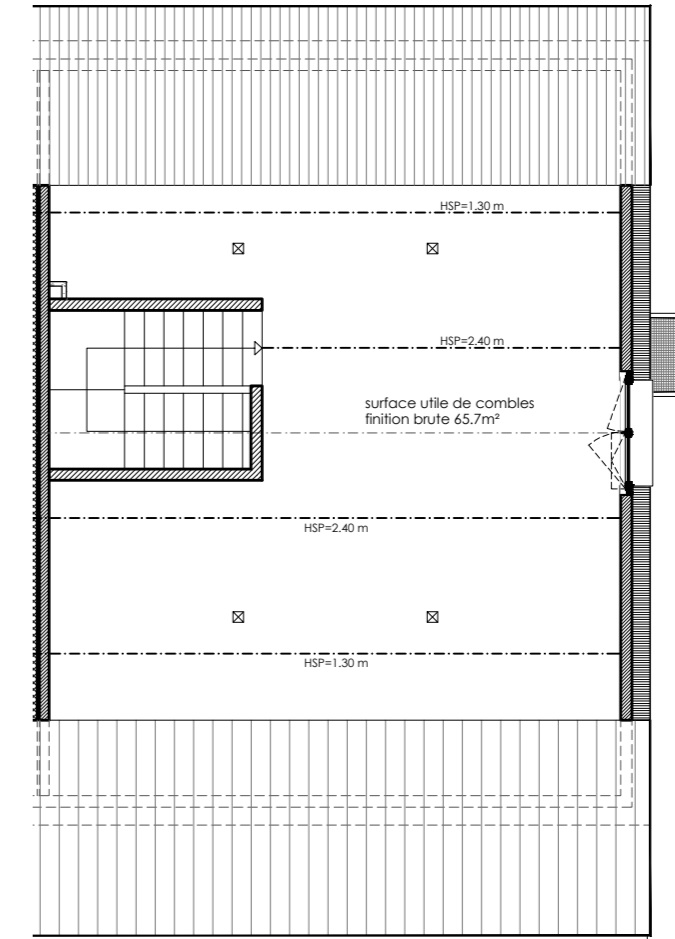 HSP=1.30 m
HSP=2.40 m
surface utile de combles
finition brute 65.7m²
HSP=2.40 m
HSP=1.30 m